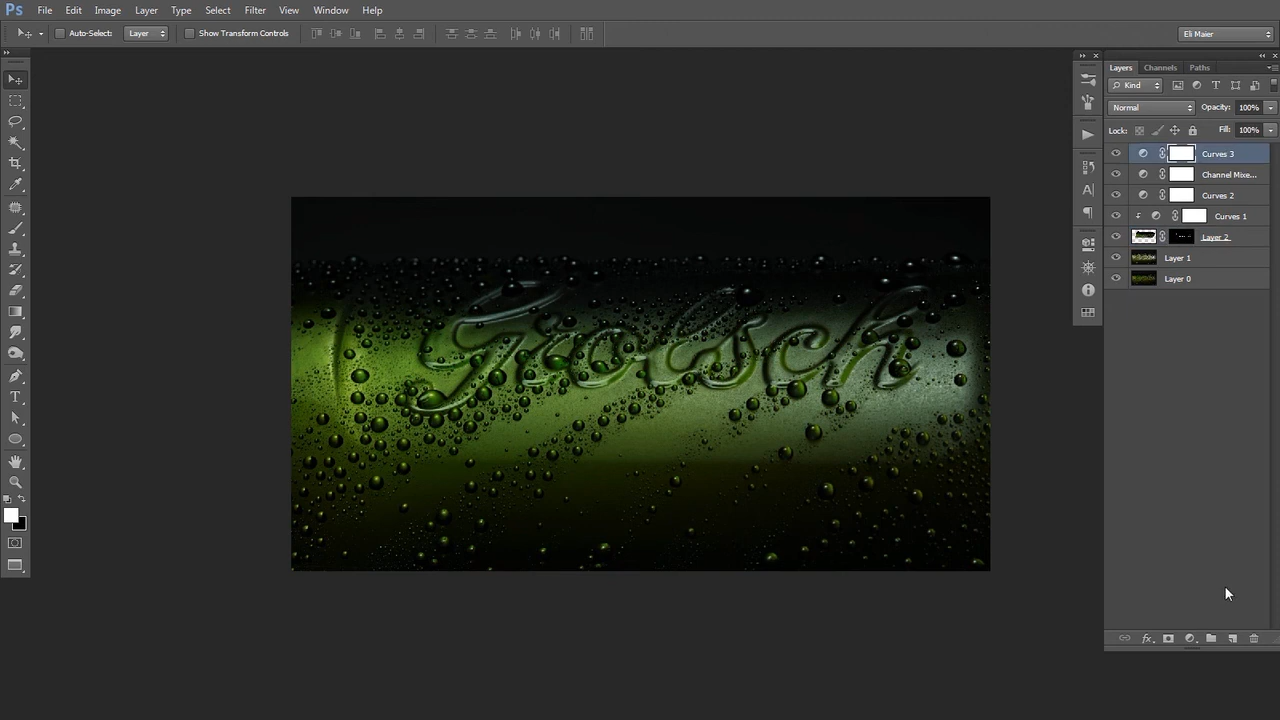 Ps File Edit Image Layer Type Select Filter View Window Help
Auto-Select: Layer Show Transform Controls Eli Maier
Layers Channels Paths
Kind T
Normal Opacity: 100%
Lock: Fill: 100%
Curves 3
Channel Mixe...
Curves 2
Curves 1
Layer 2
Layer 1
Layer 0
Grolsch
A
T
fx